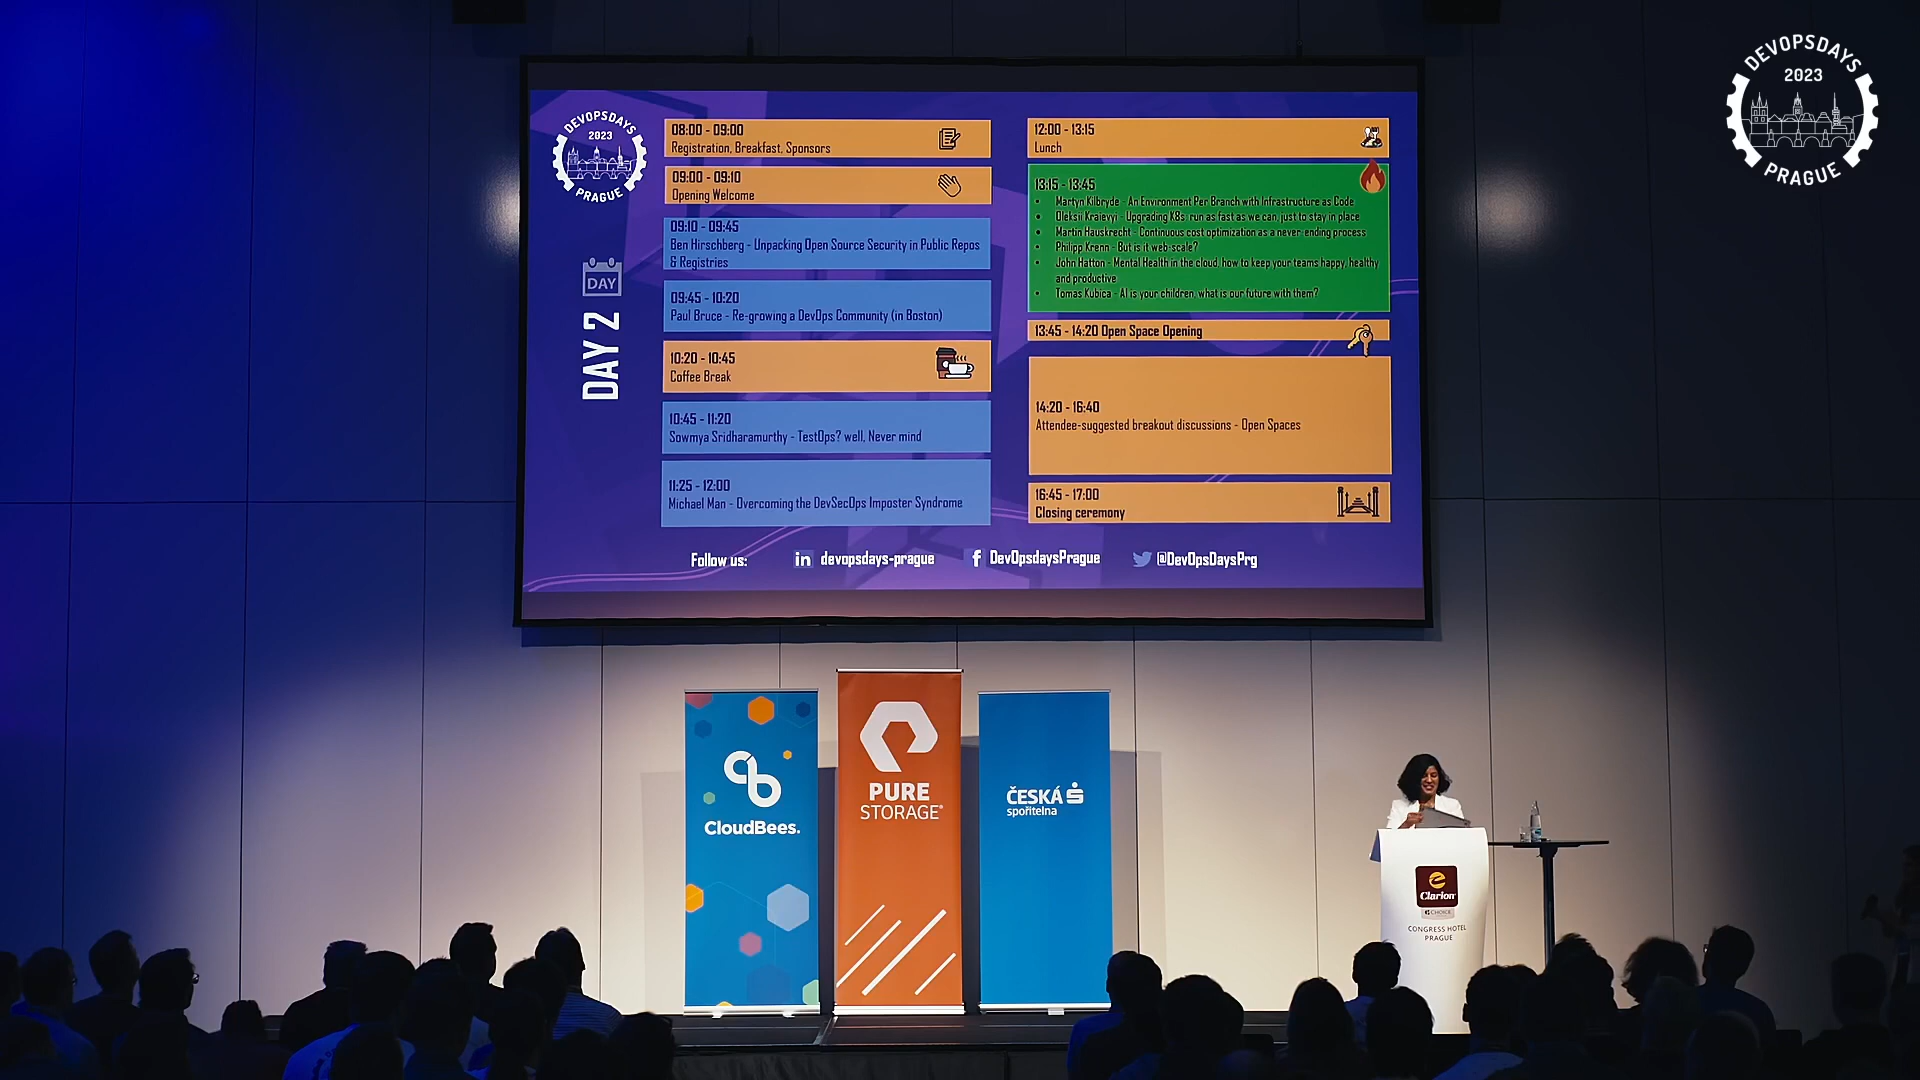 DEVOPSDAYS
2023
PRAGUE
DEVOPSDAYS
2023
PRAGUE
DAY
DAY 2
08:00 - 09:00
Registration, Breakfast, Sponsors
09:00 - 09:10
Opening Welcome
09:10 - 09:45
Ben Hirschberg - Unpacking Open Source Security in Public Repos
& Registries
09:45 - 10:20
Paul Bruce - Re-growing a DevOps Community (in Boston)
10:20 - 10:45
Coffee Break
10:45 - 11:20
Sowmya Sridharamurthy - TestOps? well, Never mind
11:25 - 12:00
Michael Man - Overcoming the DevSecOps Imposter Syndrome
12:00 - 13:15
Lunch
13:15 - 13:45
• Martyn Kilbryde - An Environment Per Branch with Infrastructure as Code
• Oleksii Kraievyi - Upgrading K8s: run as fast as we can, just to stay in place
• Martin Hauskrecht - Continuous cost optimization as a never-ending process
• Philipp Krenn - But is it web-scale?
• John Hatton - Mental Health in the cloud, how to keep your teams happy, healthy
and productive
• Tomas Kubica - AI is your children, what is our future with them?
13:45 - 14:20 Open Space Opening
14:20 - 16:40
Attendee-suggested breakout discussions - Open Spaces
16:45 - 17:00
Closing ceremony
Follow us: in devopsdays-prague f DevOpsdaysPrague @DevOpsDaysPrg
CloudBees.
PURE
STORAGE®
ČESKÁ
spořitelna
Clarion
CHOICE
CONGRESS HOTEL
PRAGUE